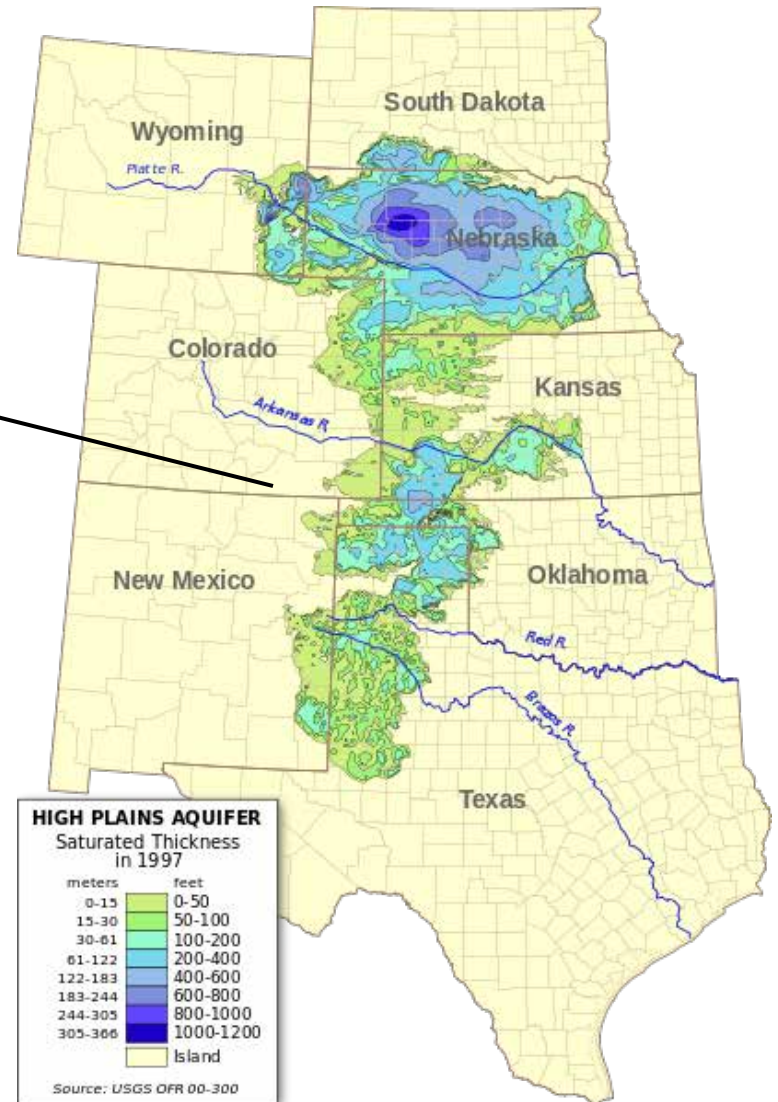 South Dakota
Wyoming
Platte R.
Nebraska
Colorado
Kansas
Arkansas R.
New Mexico
Oklahoma
Red R.
Brazos R.
Texas
HIGH PLAINS AQUIFER
Saturated Thickness
in 1997
meters feet
0-15 0-50
15-30 50-100
30-61 100-200
61-122 200-400
122-183 400-600
183-244 600-800
244-305 800-1000
305-366 1000-1200
Island
Source: USGS OFR 00-300